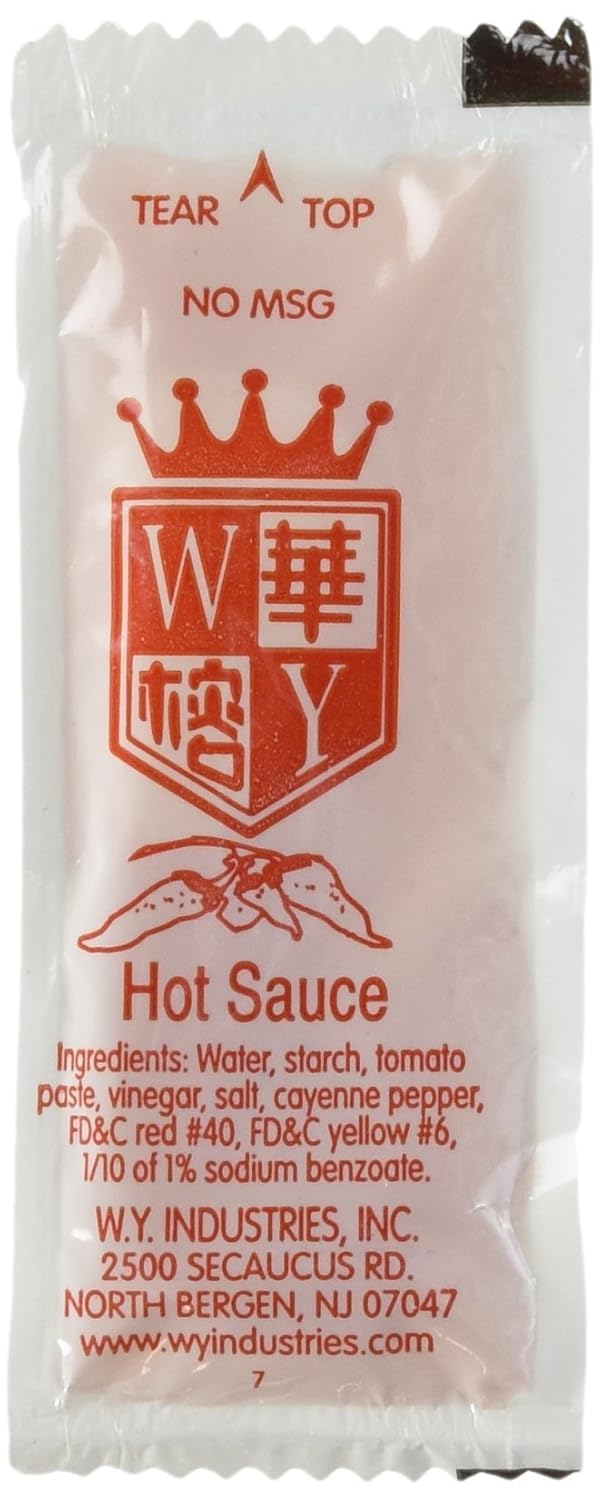 TEAR TOP
NO MSG
W 華
榕 Y
Hot Sauce
Ingredients: Water, starch, tomato
paste, vinegar, salt, cayenne pepper,
FD&C red #40, FD&C yellow #6,
1/10 of 1% sodium benzoate.
W.Y. INDUSTRIES, INC.
2500 SECAUCUS RD.
NORTH BERGEN, NJ 07047
www.wyindustries.com
7